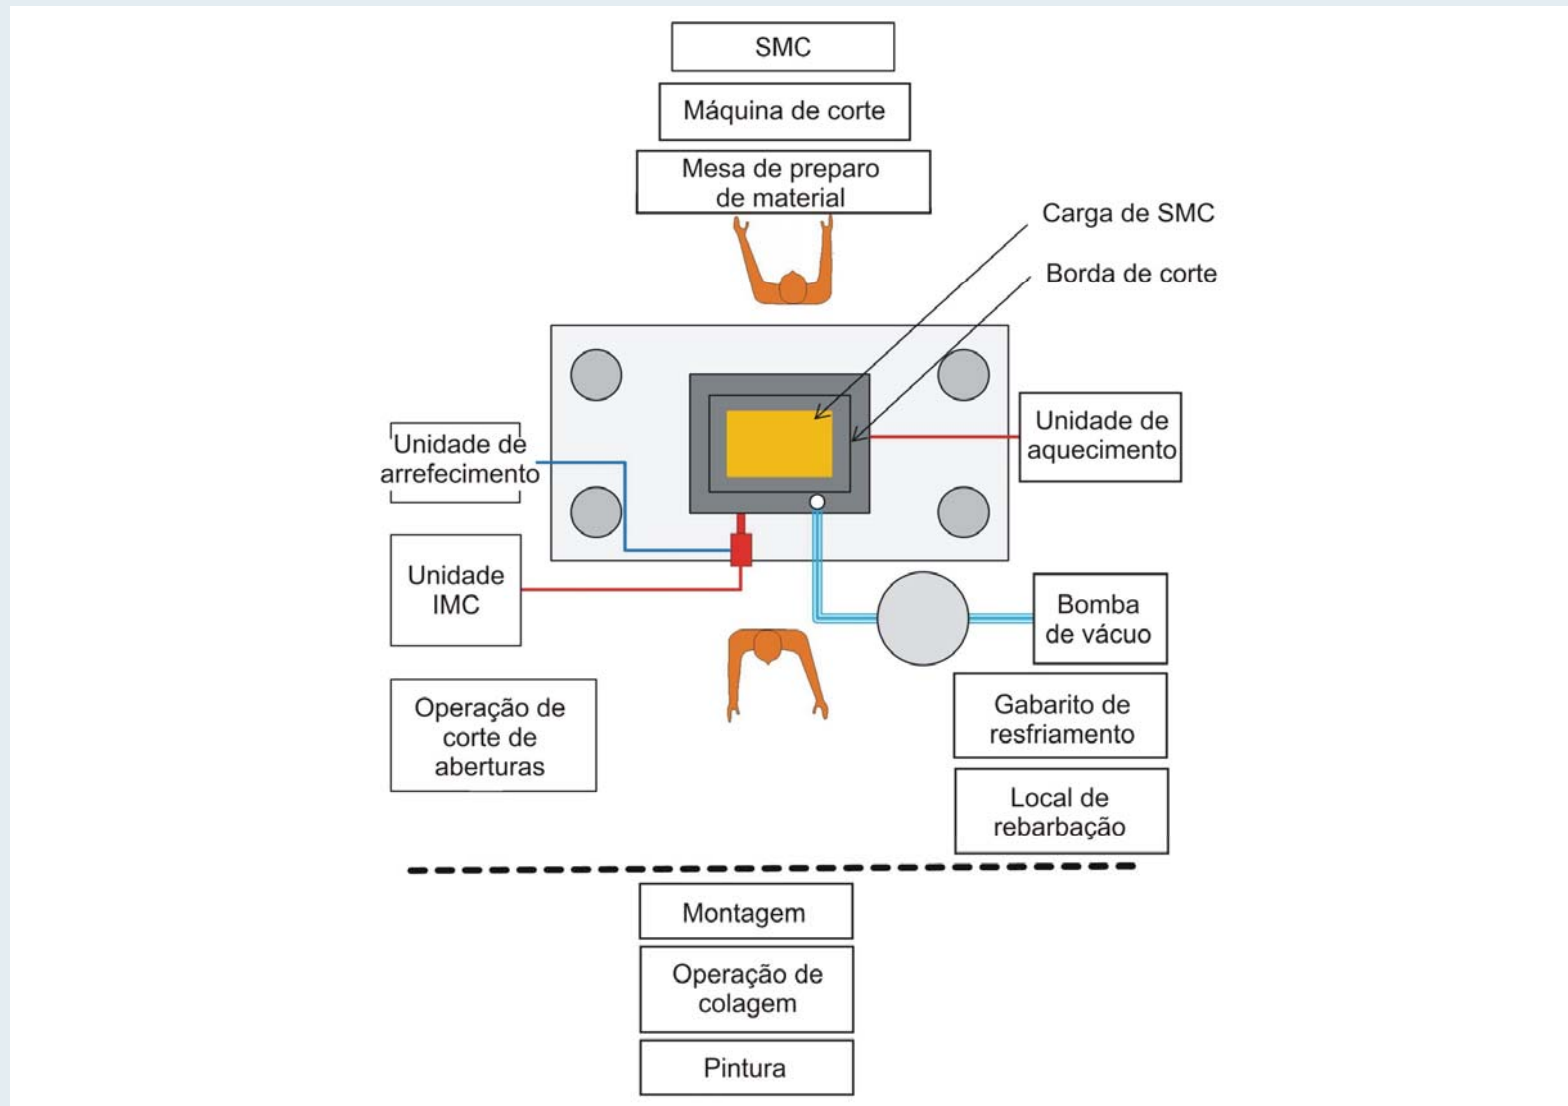 SMC
Máquina de corte
Mesa de preparo
de material
Carga de SMC
Borda de corte
Unidade de
arrefecimento
Unidade de
aquecimento
Unidade
IMC
Bomba
de vácuo
Operação de
corte de
aberturas
Gabarito de
resfriamento
Local de
rebarbação
Montagem
Operação de
colagem
Pintura